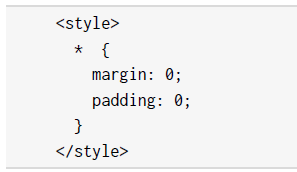 <style>
* {
margin: 0;
padding: 0;
}
</style>